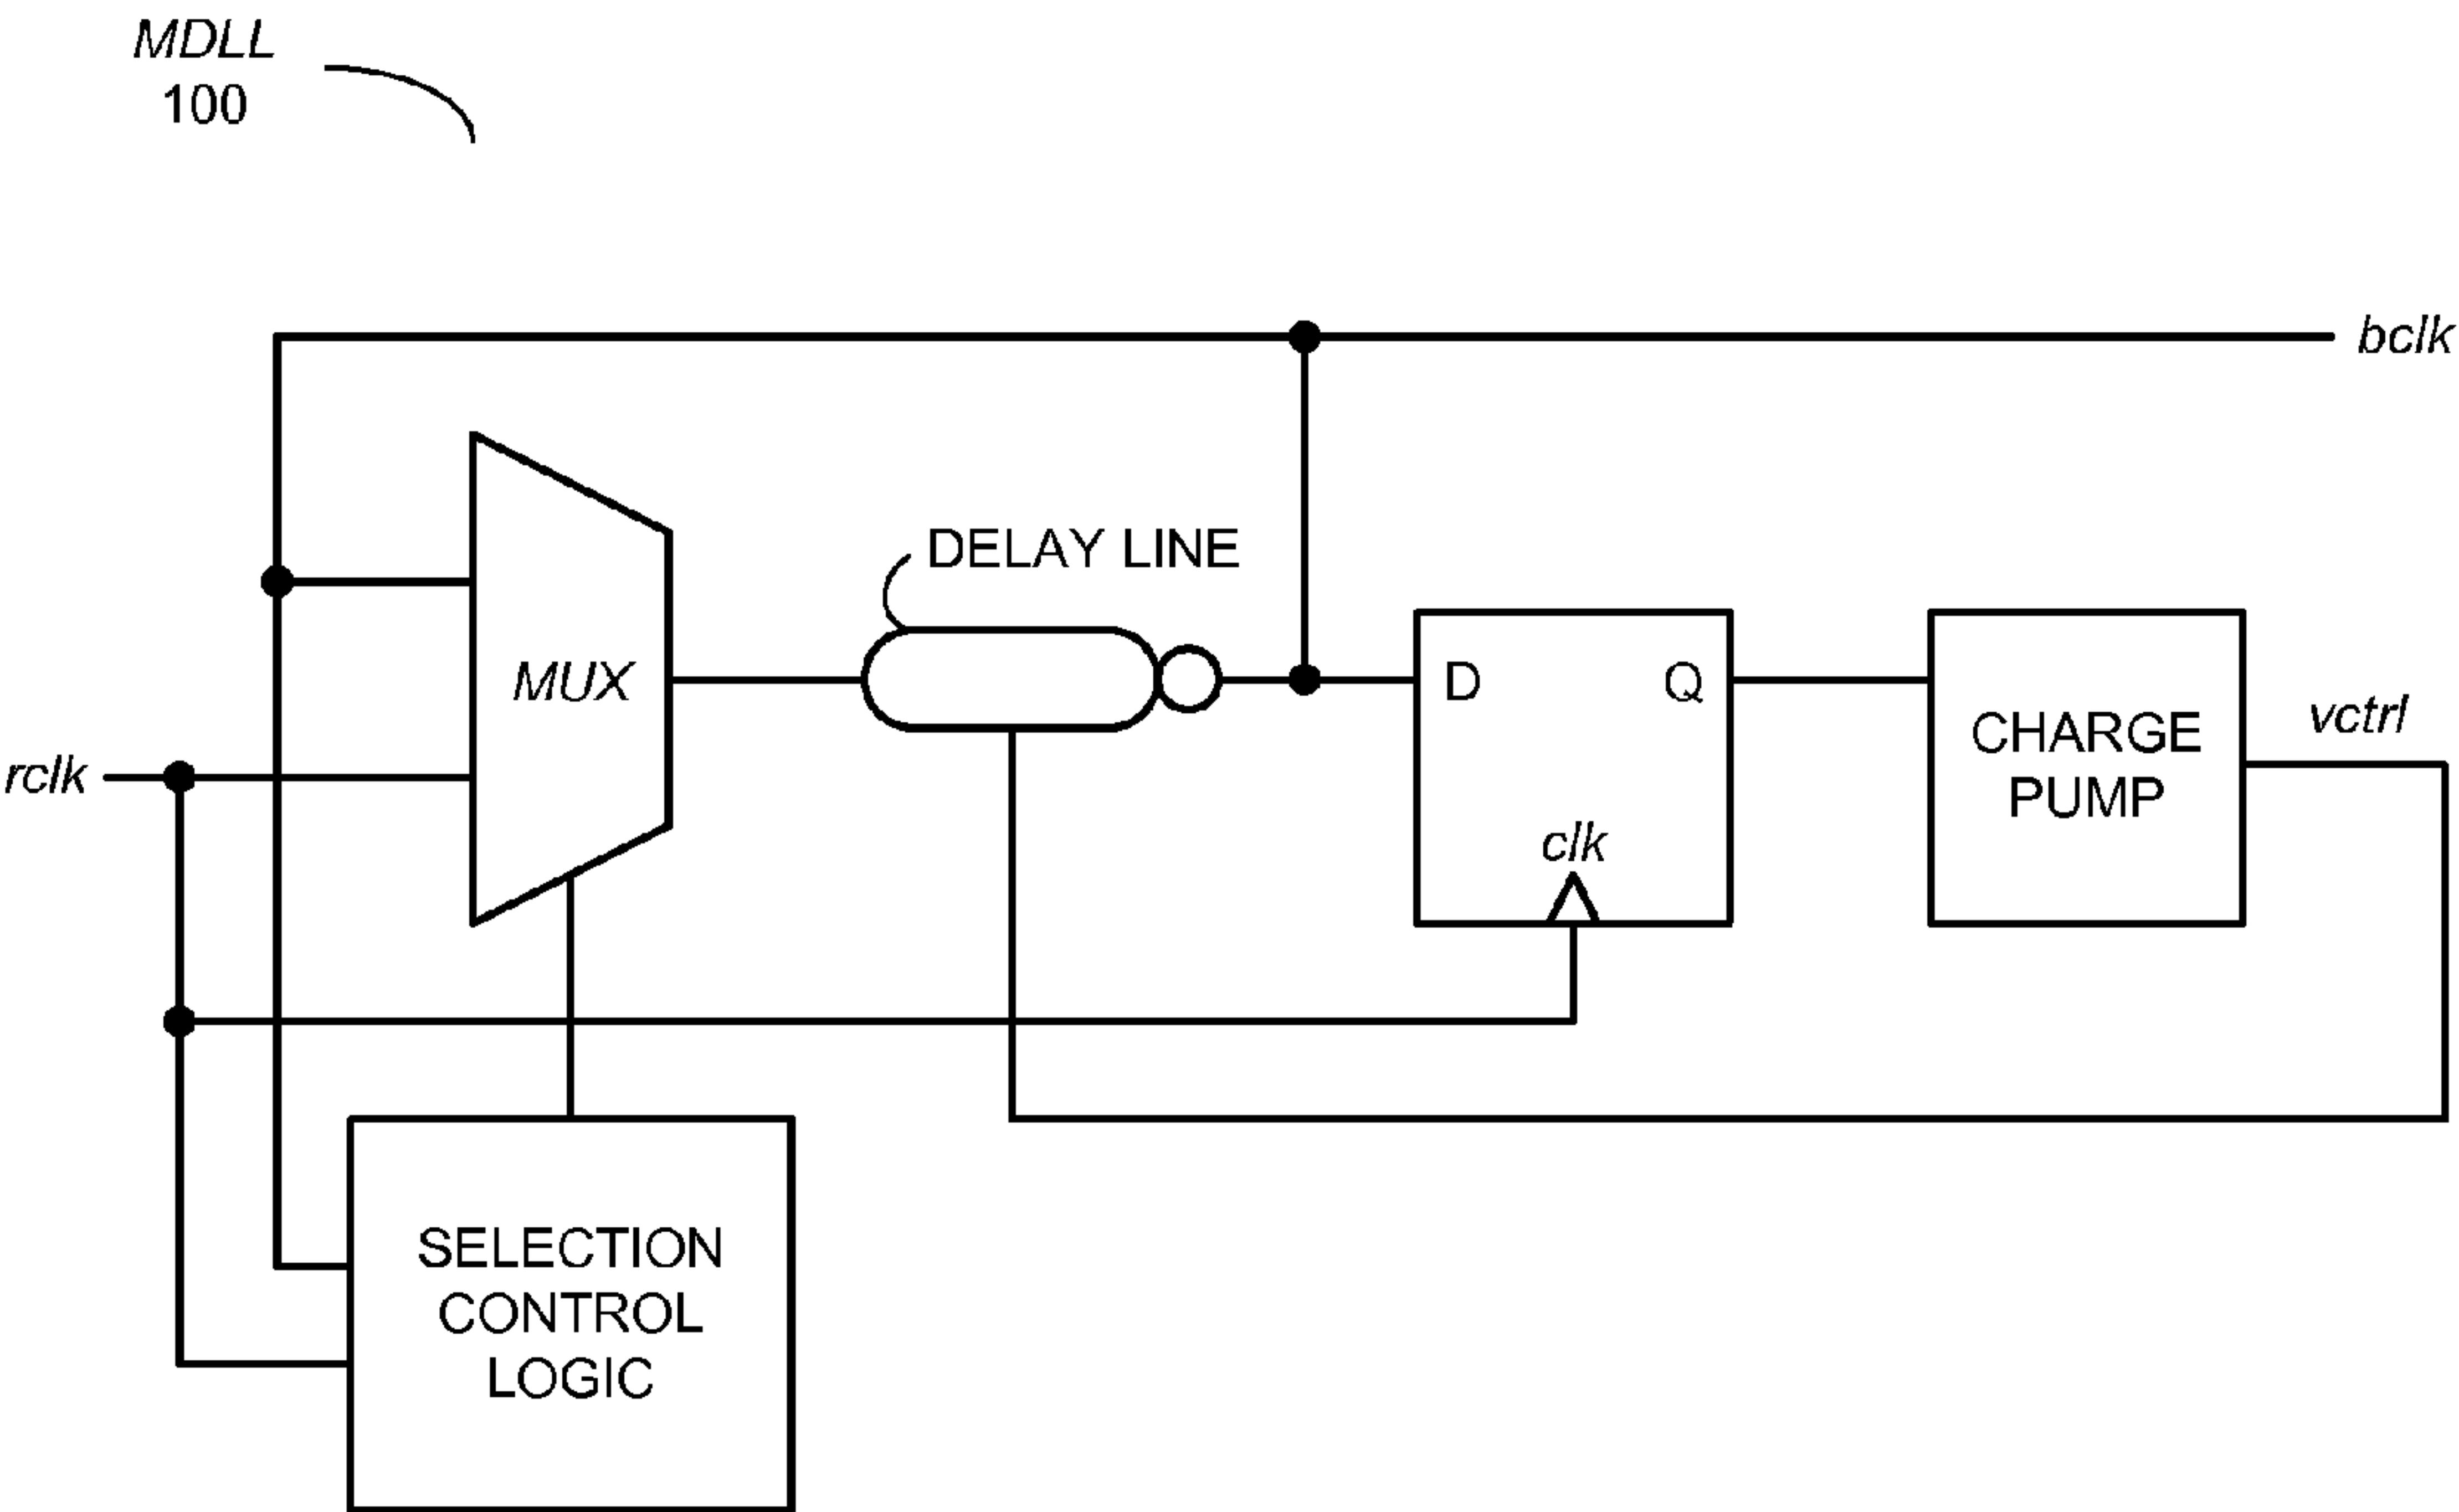 MDLL
100
bclk
DELAY LINE
MUX
D
Q
CHARGE
PUMP
vctrl
rclk
clk
SELECTION
CONTROL
LOGIC